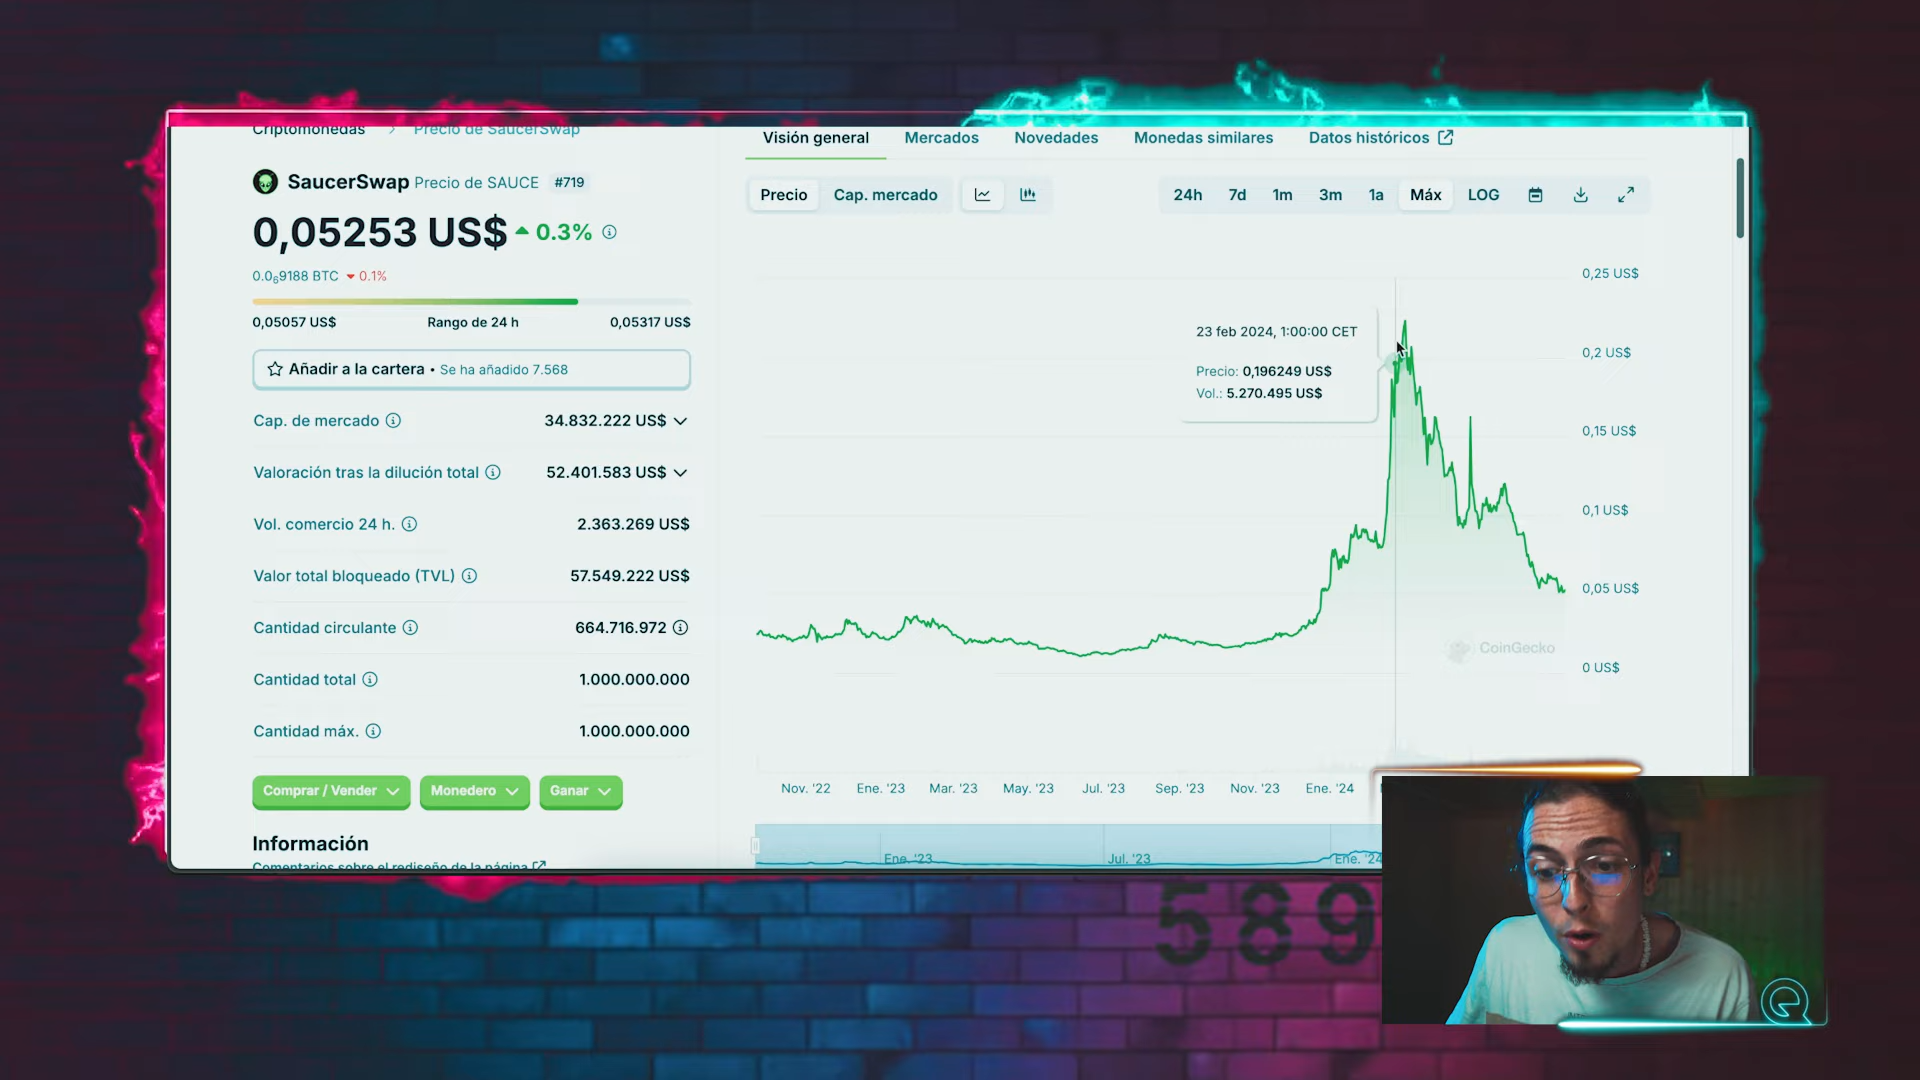 Criptomonedas > Precio de SaucerSwap
SaucerSwap Precio de SAUCE #719
0,05253 US$ 0.3%
0.0₆9188 BTC 0.1%
0,05057 US$ Rango de 24 h 0,05317 US$
Añadir a la cartera • Se ha añadido 7.568
Cap. de mercado 34.832.222 US$
Valoración tras la dilución total 52.401.583 US$
Vol. comercio 24 h. 2.363.269 US$
Valor total bloqueado (TVL) 57.549.222 US$
Cantidad circulante 664.716.972
Cantidad total 1.000.000.000
Cantidad máx. 1.000.000.000
Comprar / Vender Monedero Ganar
Información
Comentarios sobre el rediseño de la página
Visión general Mercados Novedades Monedas similares Datos históricos
Precio Cap. mercado 24h 7d 1m 3m 1a Máx LOG
0,25 US$
0,2 US$
0,15 US$
0,1 US$
0,05 US$
0 US$
23 feb 2024, 1:00:00 CET
Precio: 0,196249 US$
Vol.: 5.270.495 US$
CoinGecko
Nov. '22 Ene. '23 Mar. '23 May. '23 Jul. '23 Sep. '23 Nov. '23 Ene. '24
Ene. '23 Jul. '23 Ene. '24
589